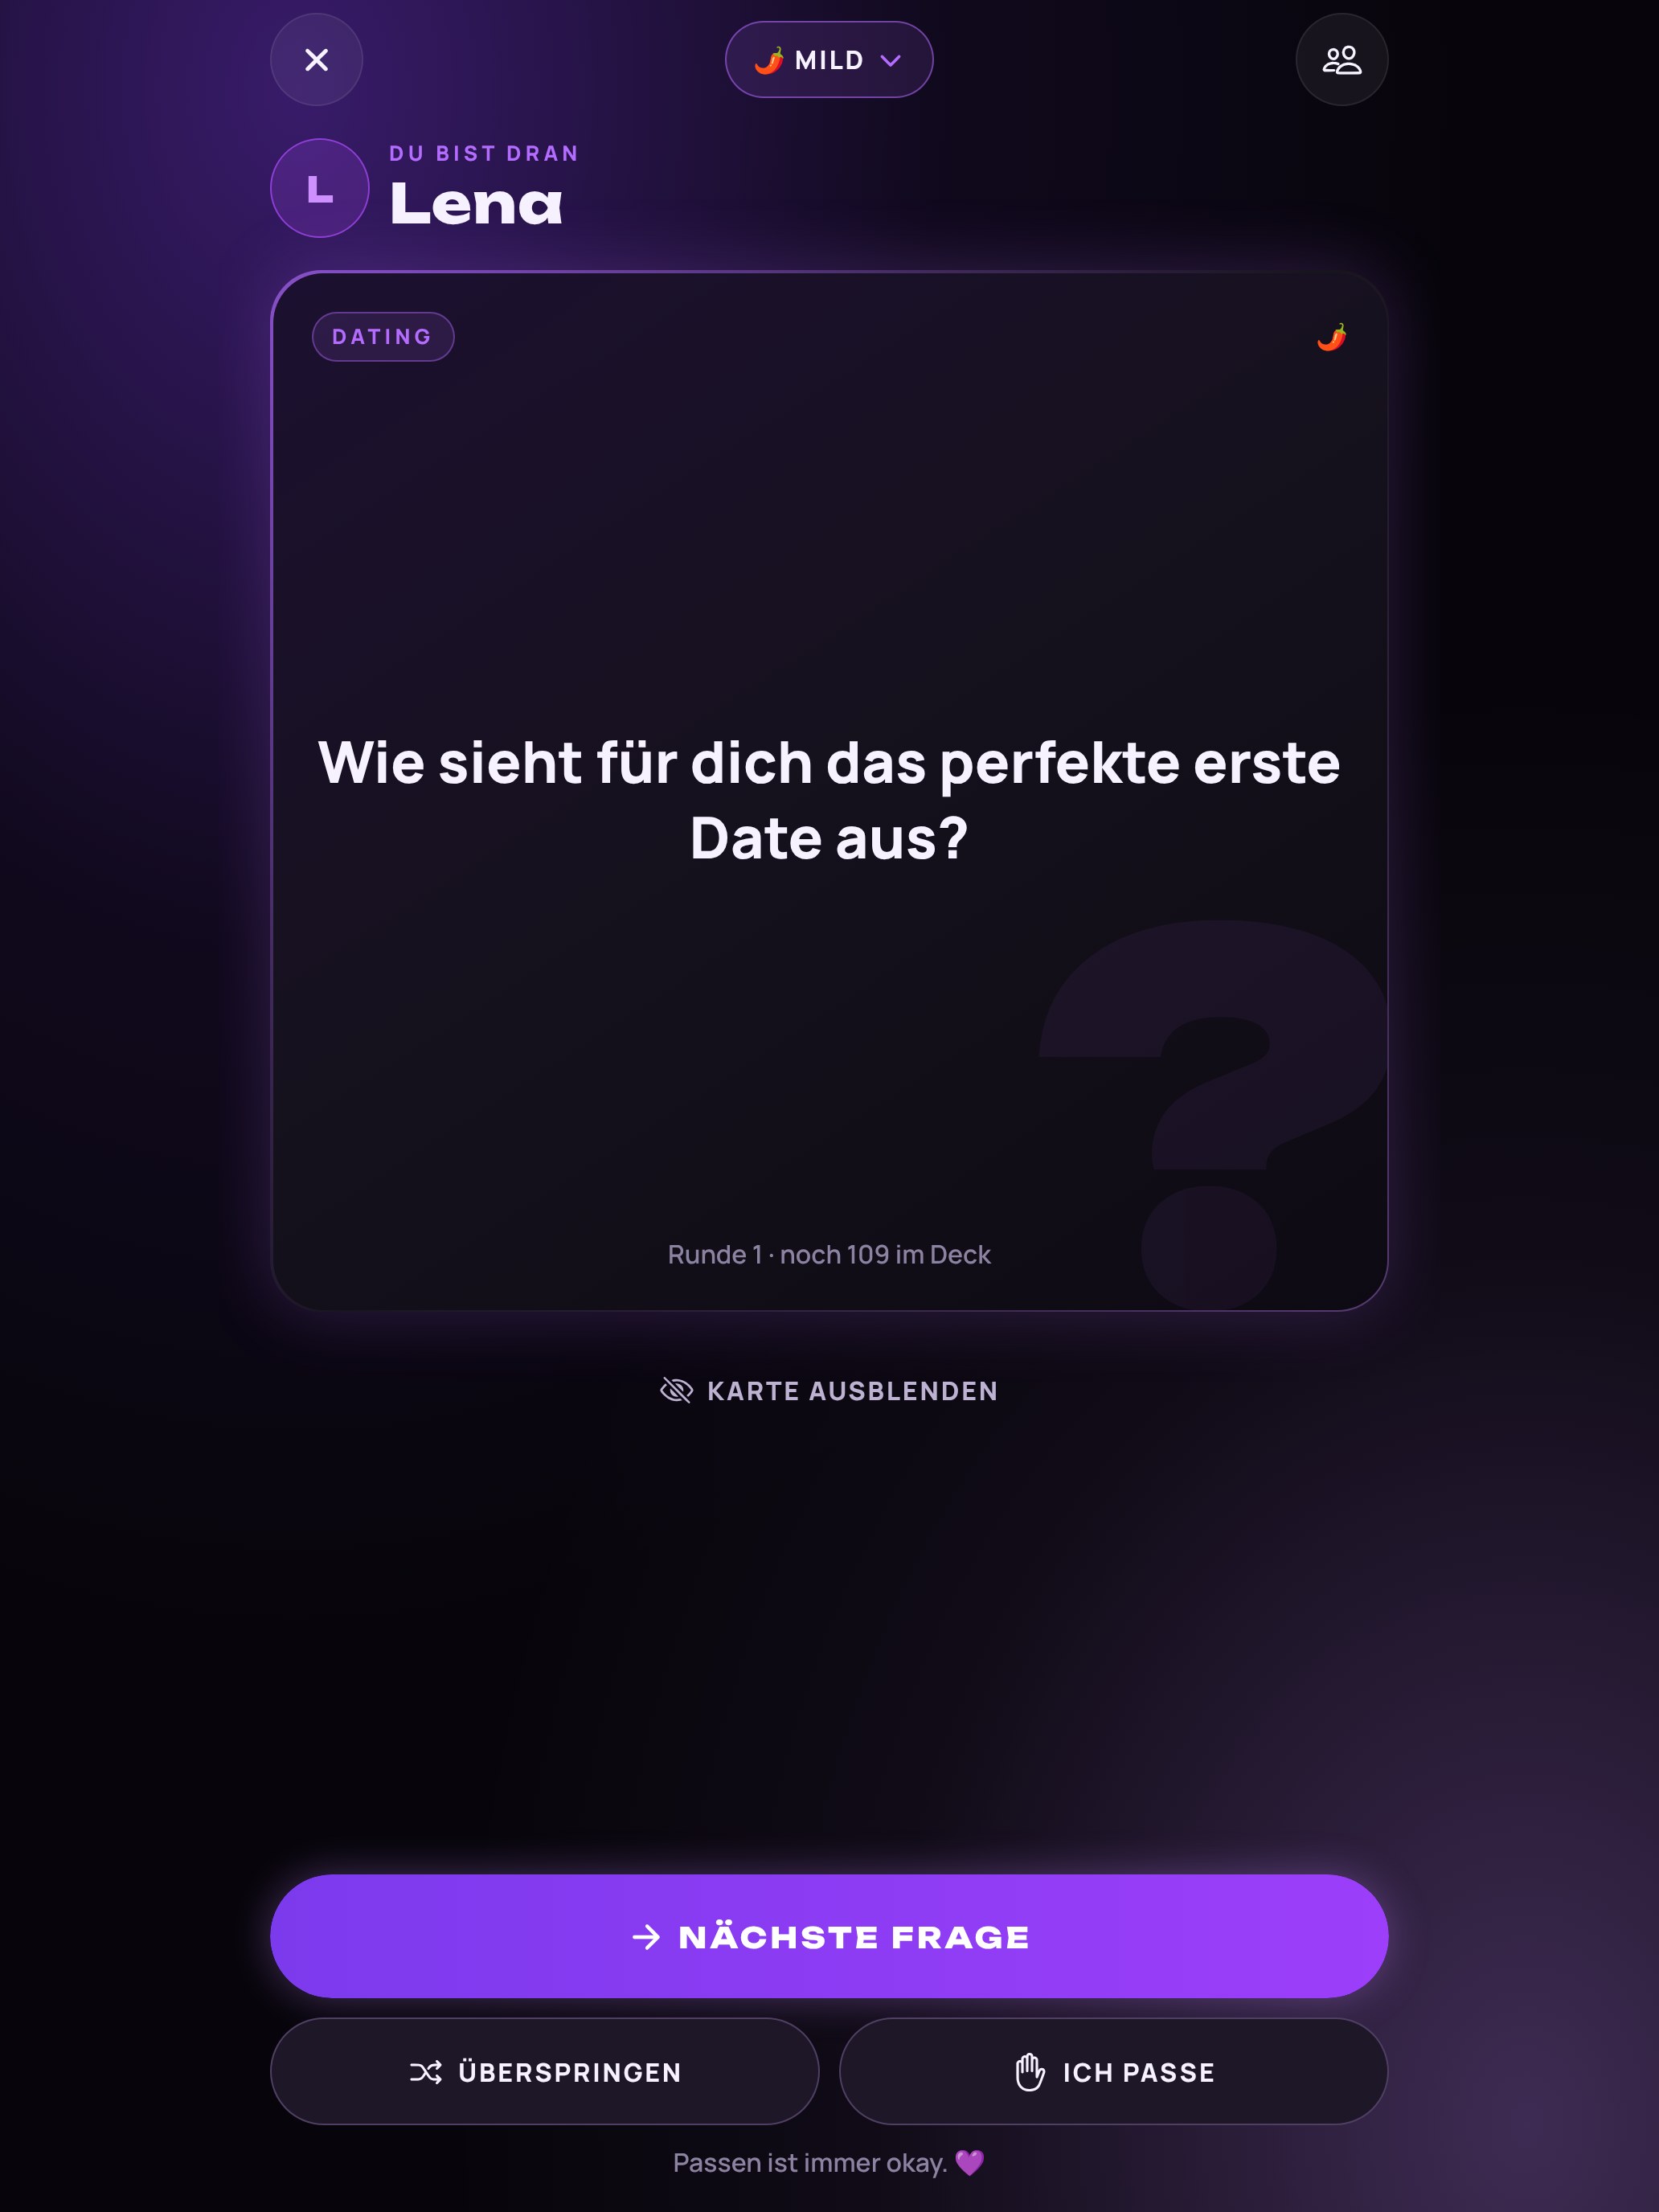 🌶️ MILD
L
DU BIST DRAN
Lena
DATING
🌶️
Wie sieht für dich das perfekte erste
Date aus?
?
Runde 1 · noch 109 im Deck
KARTE AUSBLENDEN
→ NÄCHSTE FRAGE
ÜBERSPRINGEN
ICH PASSE
Passen ist immer okay. 💜